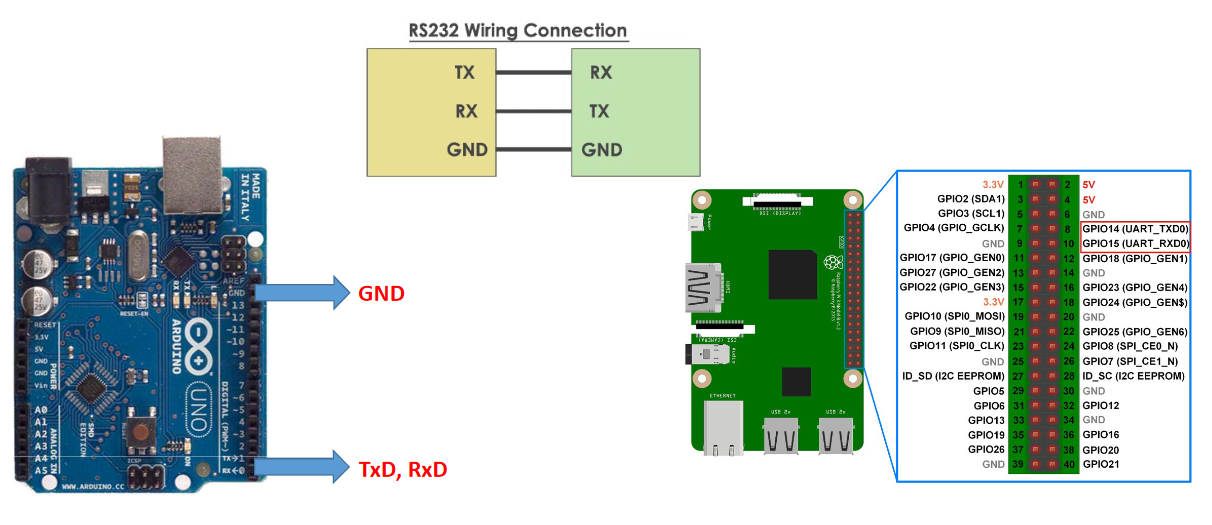 RS232 Wiring Connection
TX RX
RX TX
GND GND
MADE
IN ITALY
RESET-EN
RX
TX
L
AREF
GND
13
12
~11
~10
~9
8
7
~6
~5
4
~3
2
TX→1
RX←0
DIGITAL (PWM~)
ARDUINO
UNO
RESET
3.3V
5V
GND
GND
Vin
POWER
A0
A1
A2
A3
A4
A5
ANALOG IN
SMD
EDITION
ICSP
ON
WWW.ARDUINO.CC
GND
TxD, RxD
DSI (DISPLAY)
Power
HDMI
CSI (CAMERA)
Audio
ETHERNET
USB 2x
USB 2x
3.3V 1 2 5V
GPIO2 (SDA1) 3 4 5V
GPIO3 (SCL1) 5 6 GND
GPIO4 (GPIO_GCLK) 7 8 GPIO14 (UART_TXD0)
GND 9 10 GPIO15 (UART_RXD0)
GPIO17 (GPIO_GEN0) 11 12 GPIO18 (GPIO_GEN1)
GPIO27 (GPIO_GEN2) 13 14 GND
GPIO22 (GPIO_GEN3) 15 16 GPIO23 (GPIO_GEN4)
3.3V 17 18 GPIO24 (GPIO_GEN$)
GPIO10 (SPI0_MOSI) 19 20 GND
GPIO9 (SPI0_MISO) 21 22 GPIO25 (GPIO_GEN6)
GPIO11 (SPI0_CLK) 23 24 GPIO8 (SPI_CE0_N)
GND 25 26 GPIO7 (SPI_CE1_N)
ID_SD (I2C EEPROM) 27 28 ID_SC (I2C EEPROM)
GPIO5 29 30 GND
GPIO6 31 32 GPIO12
GPIO13 33 34 GND
GPIO19 35 36 GPIO16
GPIO26 37 38 GPIO20
GND 39 40 GPIO21